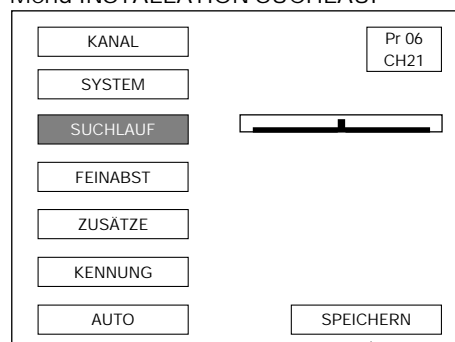 Menü INSTALLATION SUCHLAUF
KANAL
Pr 06
CH21
SYSTEM
SUCHLAUF
FEINABST
ZUSÄTZE
KENNUNG
AUTO
SPEICHERN